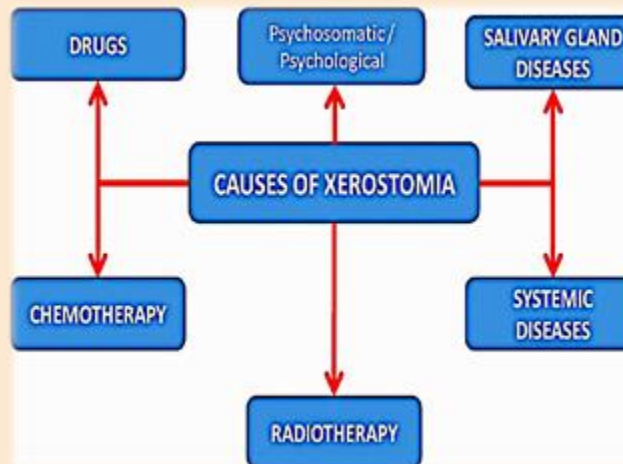 DRUGS
Psychosomatic/
Psychological
SALIVARY GLAND
DISEASES
CAUSES OF XEROSTOMIA
CHEMOTHERAPY
SYSTEMIC
DISEASES
RADIOTHERAPY